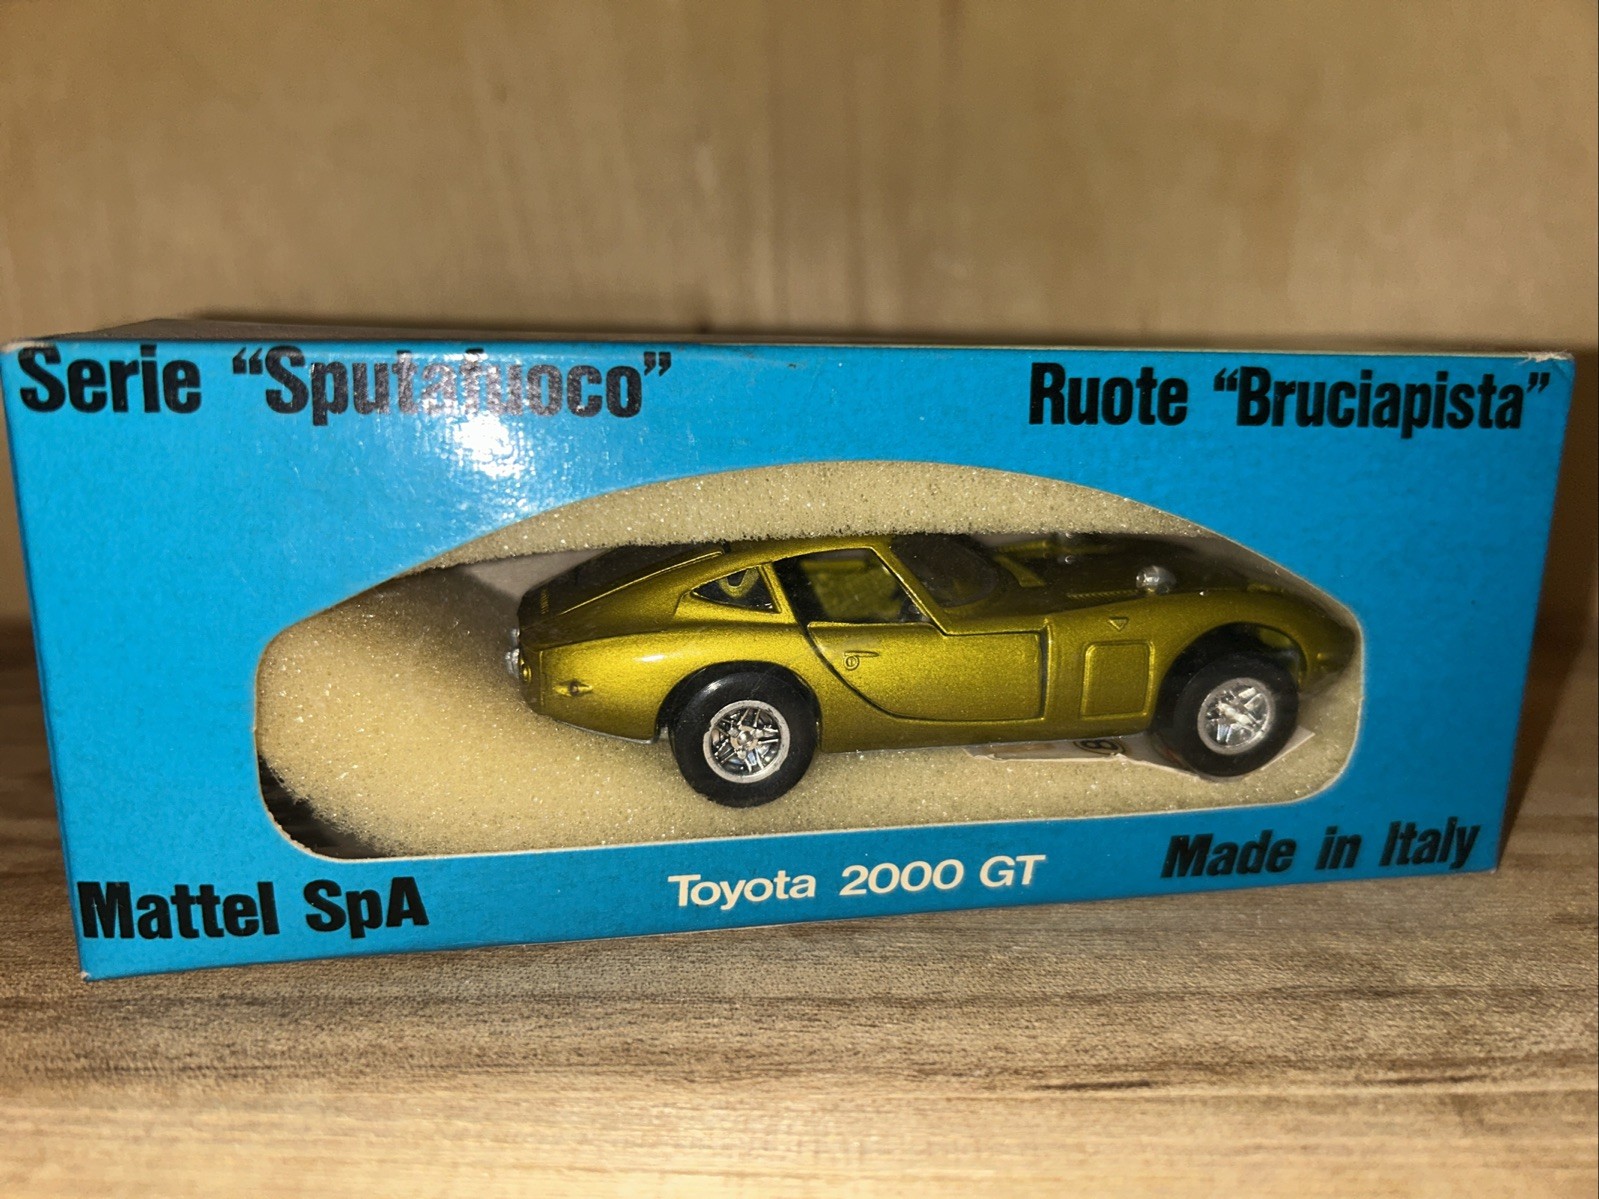 Serie “Sputafuoco”
Ruote “Bruciapista”
Mattel SpA
Toyota 2000 GT
Made in Italy